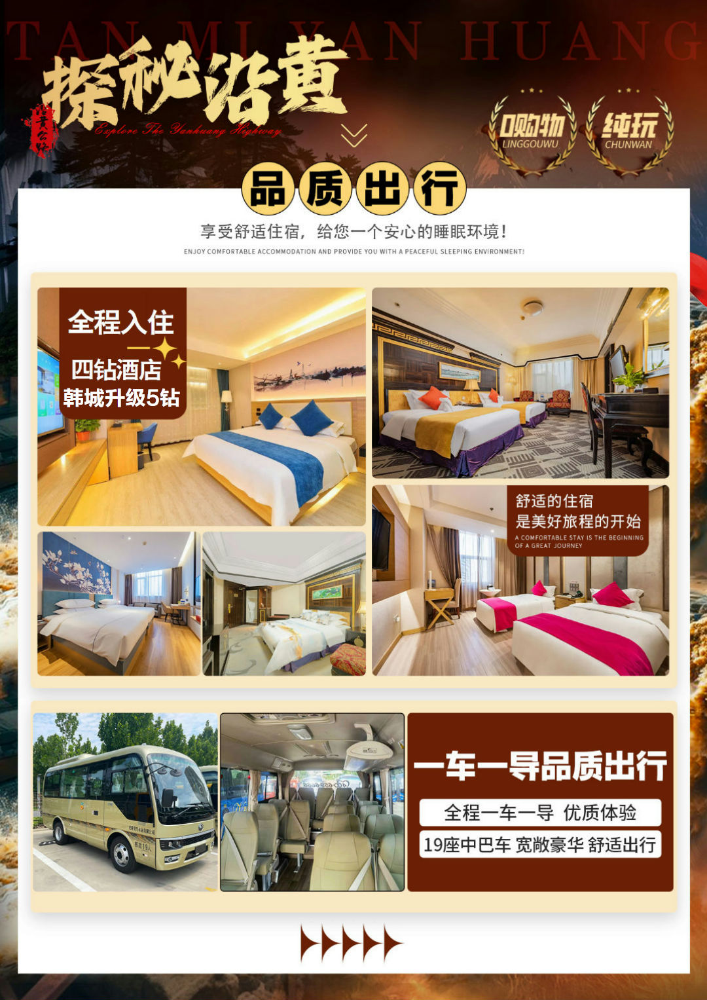 TAN MI YAN HUANG
探秘沿黄
沿黄公路
Explore The Yanhuang Highway
0购物
LINGGOUWU
纯玩
CHUNWAN
品质出行
享受舒适住宿，给您一个安心的睡眠环境！
ENJOY COMFORTABLE ACCOMMODATION AND PROVIDE YOU WITH A PEACEFUL SLEEPING ENVIRONMENT!
全程入住
四钻酒店
韩城升级5钻
舒适的住宿
是美好旅程的开始
A COMFORTABLE STAY IS THE BEGINNING
OF A GREAT JOURNEY
一车一导品质出行
全程一车一导 优质体验
19座中巴车 宽敞豪华 舒适出行